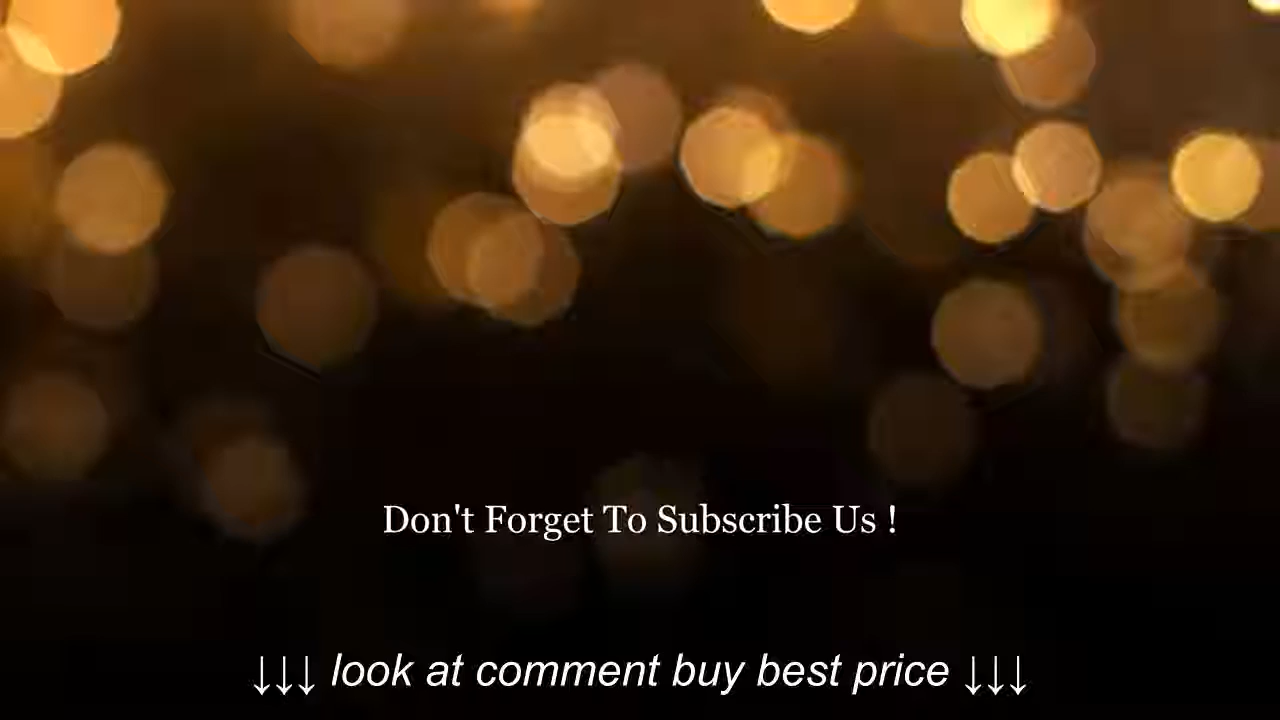 Don't Forget To Subscribe Us !
↓↓↓ look at comment buy best price ↓↓↓